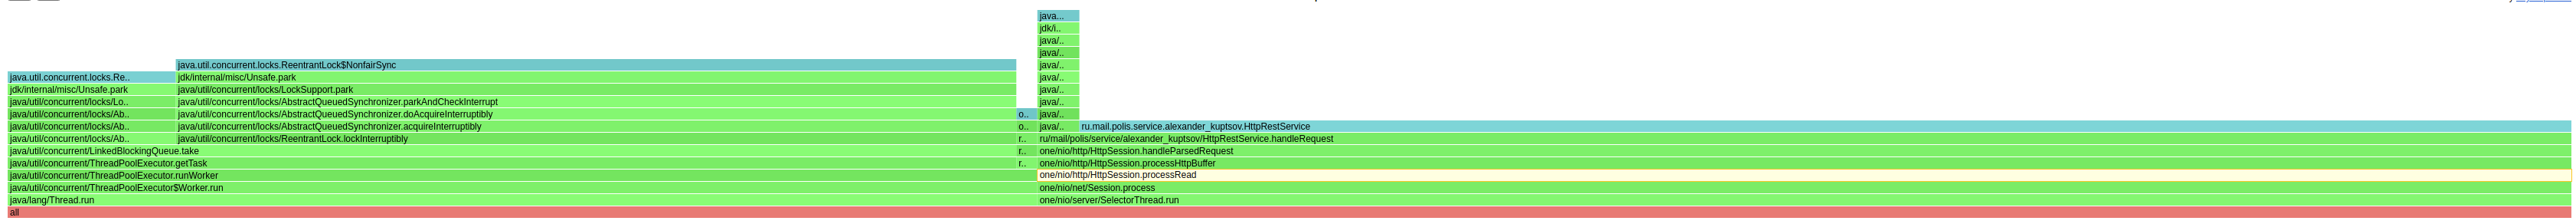 java...
jdk/i..
java/..
java/..
java.util.concurrent.locks.ReentrantLock$NonfairSync java/..
java.util.concurrent.locks.Re.. jdk/internal/misc/Unsafe.park java/..
jdk/internal/misc/Unsafe.park java/util/concurrent/locks/LockSupport.park java/..
java/util/concurrent/locks/Lo.. java/util/concurrent/locks/AbstractQueuedSynchronizer.parkAndCheckInterrupt java/..
java/util/concurrent/locks/Ab.. java/util/concurrent/locks/AbstractQueuedSynchronizer.doAcquireInterruptibly o.. java/..
java/util/concurrent/locks/Ab.. java/util/concurrent/locks/AbstractQueuedSynchronizer.acquireInterruptibly o.. java/.. ru.mail.polis.service.alexander_kuptsov.HttpRestService
java/util/concurrent/locks/Ab.. java/util/concurrent/locks/ReentrantLock.lockInterruptibly r.. ru/mail/polis/service/alexander_kuptsov/HttpRestService.handleRequest
java/util/concurrent/LinkedBlockingQueue.take r.. one/nio/http/HttpSession.handleParsedRequest
java/util/concurrent/ThreadPoolExecutor.getTask r.. one/nio/http/HttpSession.processHttpBuffer
java/util/concurrent/ThreadPoolExecutor.runWorker one/nio/http/HttpSession.processRead
java/util/concurrent/ThreadPoolExecutor$Worker.run one/nio/net/Session.process
java/lang/Thread.run one/nio/server/SelectorThread.run
all